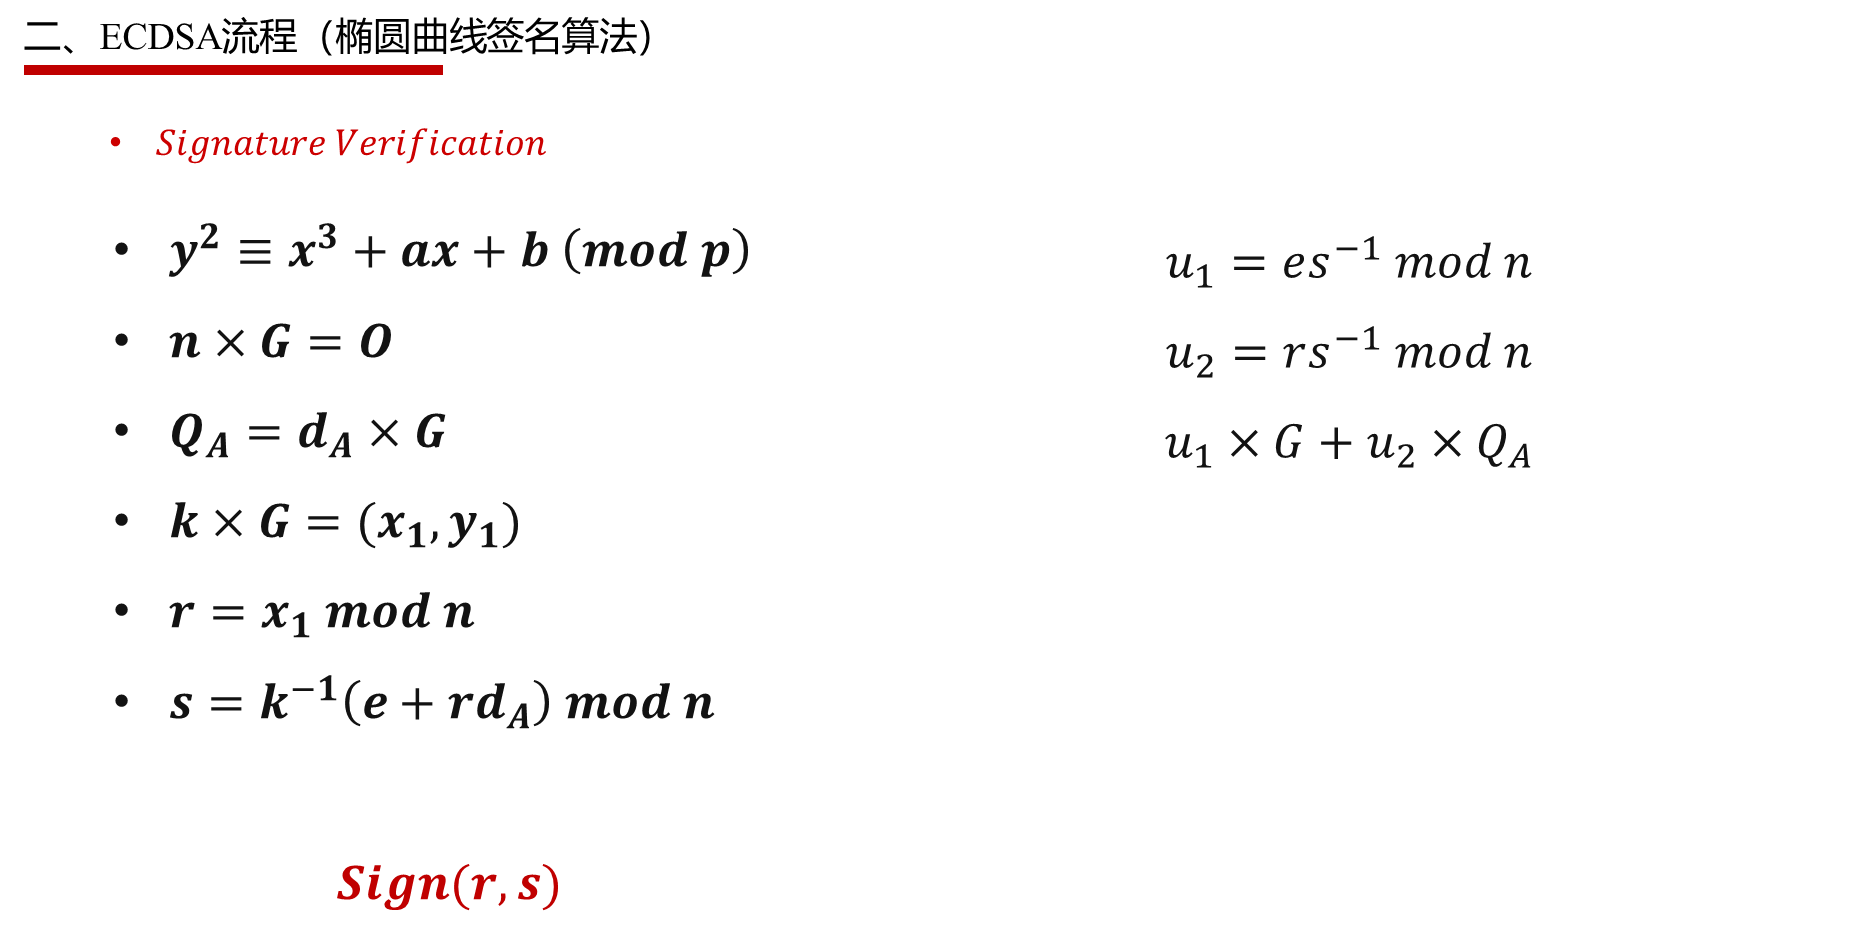 二、ECDSA流程（椭圆曲线签名算法）
• Signature Verification
• y² ≡ x³ + ax + b (mod p)
• n × G = O
• Q_A = d_A × G
• k × G = (x₁, y₁)
• r = x₁ mod n
• s = k⁻¹(e + rd_A) mod n
Sign(r, s)
u₁ = es⁻¹ mod n
u₂ = rs⁻¹ mod n
u₁ × G + u₂ × Q_A